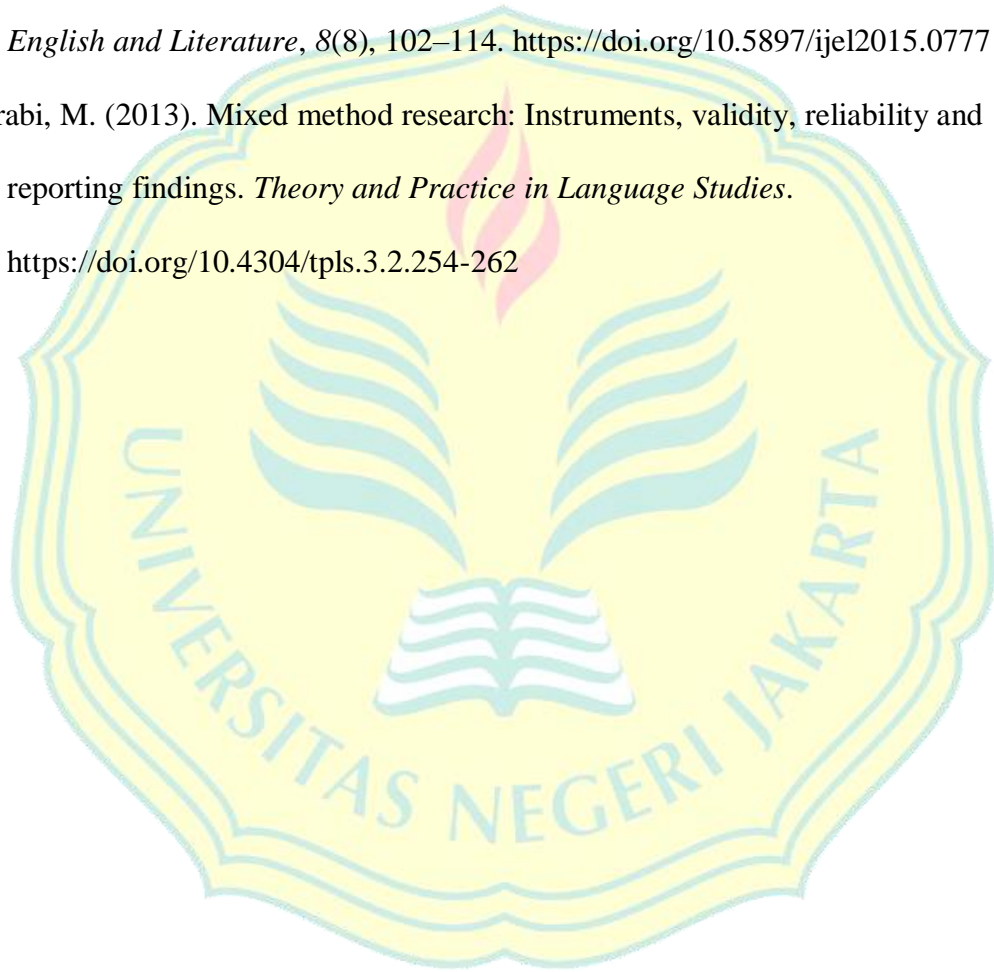 English and Literature, 8(8), 102–114. https://doi.org/10.5897/ijel2015.0777
rabi, M. (2013). Mixed method research: Instruments, validity, reliability and
reporting findings. Theory and Practice in Language Studies.
https://doi.org/10.4304/tpls.3.2.254-262
UNIVERSITAS NEGERI JAKARTA